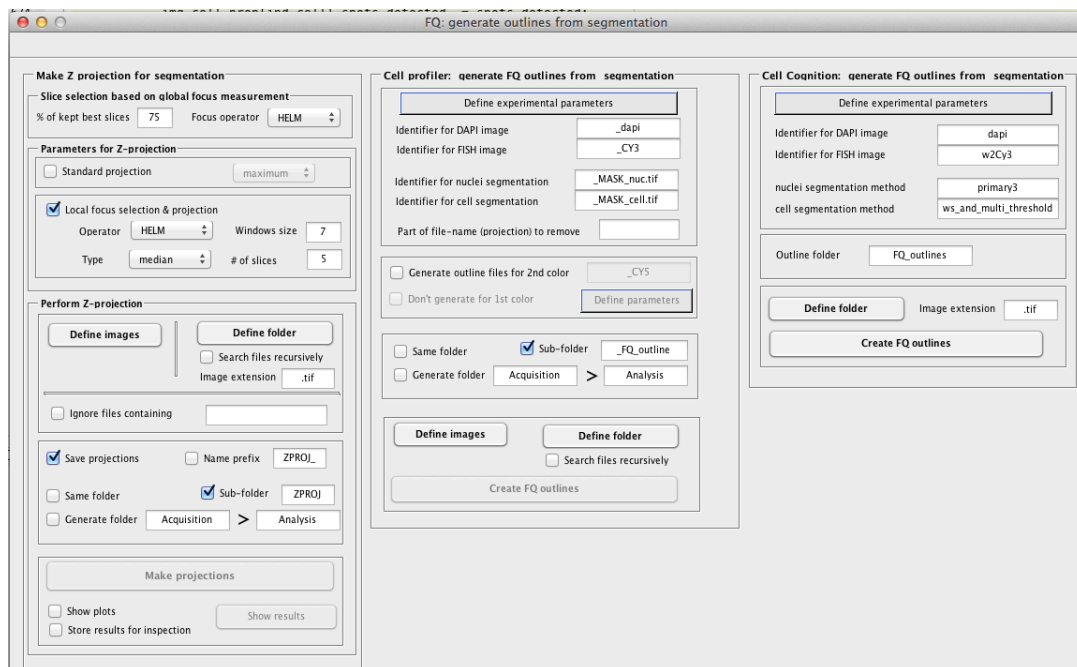 img.cell_prop(ind_cell).spots_detected = spots_detected;
FQ: generate outlines from segmentation
Make Z projection for segmentation
Slice selection based on global focus measurement
% of kept best slices 75 Focus operator HELM
Parameters for Z-projection
Standard projection maximum
Local focus selection & projection
Operator HELM Windows size 7
Type median # of slices 5
Perform Z-projection
Define images Define folder
Search files recursively
Image extension .tif
Ignore files containing
Save projections Name prefix ZPROJ_
Same folder Sub-folder ZPROJ
Generate folder Acquisition > Analysis
Make projections
Show plots Show results
Store results for inspection
Cell profiler: generate FQ outlines from segmentation
Define experimental parameters
Identifier for DAPI image _dapi
Identifier for FISH image _CY3
Identifier for nuclei segmentation _MASK_nuc.tif
Identifier for cell segmentation _MASK_cell.tif
Part of file-name (projection) to remove
Generate outline files for 2nd color _CY5
Don't generate for 1st color Define parameters
Same folder Sub-folder _FQ_outline
Generate folder Acquisition > Analysis
Define images Define folder
Search files recursively
Create FQ outlines
Cell Cognition: generate FQ outlines from segmentation
Define experimental parameters
Identifier for DAPI image dapi
Identifier for FISH image w2Cy3
nuclei segmentation method primary3
cell segmentation method ws_and_multi_threshold
Outline folder FQ_outlines
Define folder Image extension .tif
Create FQ outlines